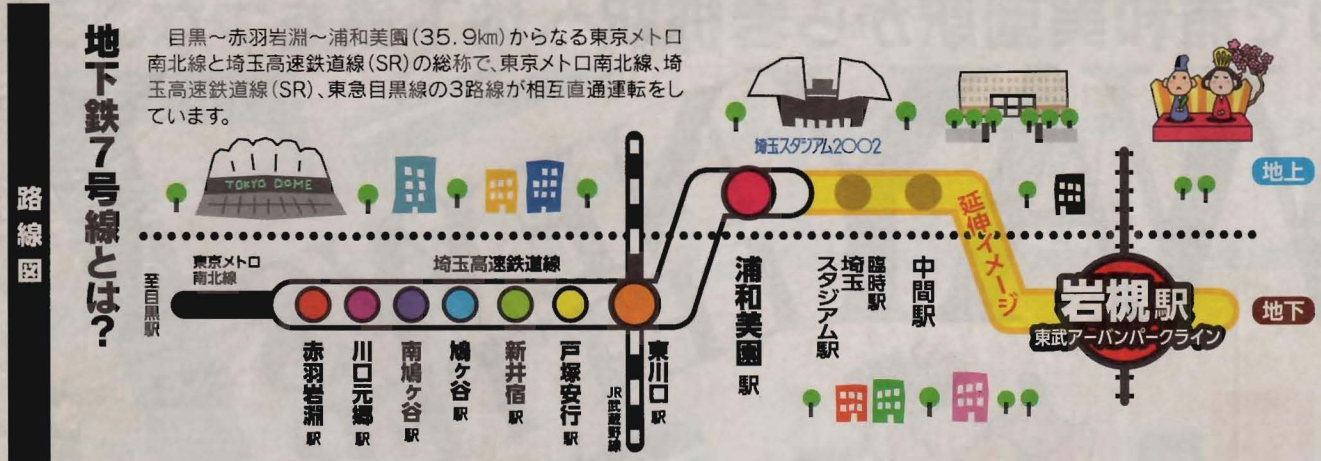 路線図
地下鉄7号線とは？
目黒～赤羽岩淵～浦和美園(35.9㎞)からなる東京メトロ
南北線と埼玉高速鉄道線(SR)の総称で、東京メトロ南北線、埼
玉高速鉄道線(SR)、東急目黒線の3路線が相互直通運転をし
ています。
TOKYO DOME
埼玉スタジアム2002
地上
地下
至目黒駅
東京メトロ
南北線
埼玉高速鉄道線
赤羽岩淵駅
川口元郷駅
南鳩ヶ谷駅
鳩ヶ谷駅
新井宿駅
戸塚安行駅
JR武蔵野線
東川口駅
浦和美園駅
臨時駅
埼玉
スタジアム駅
中間駅
延伸イメージ
岩槻駅
東武アーバンパークライン